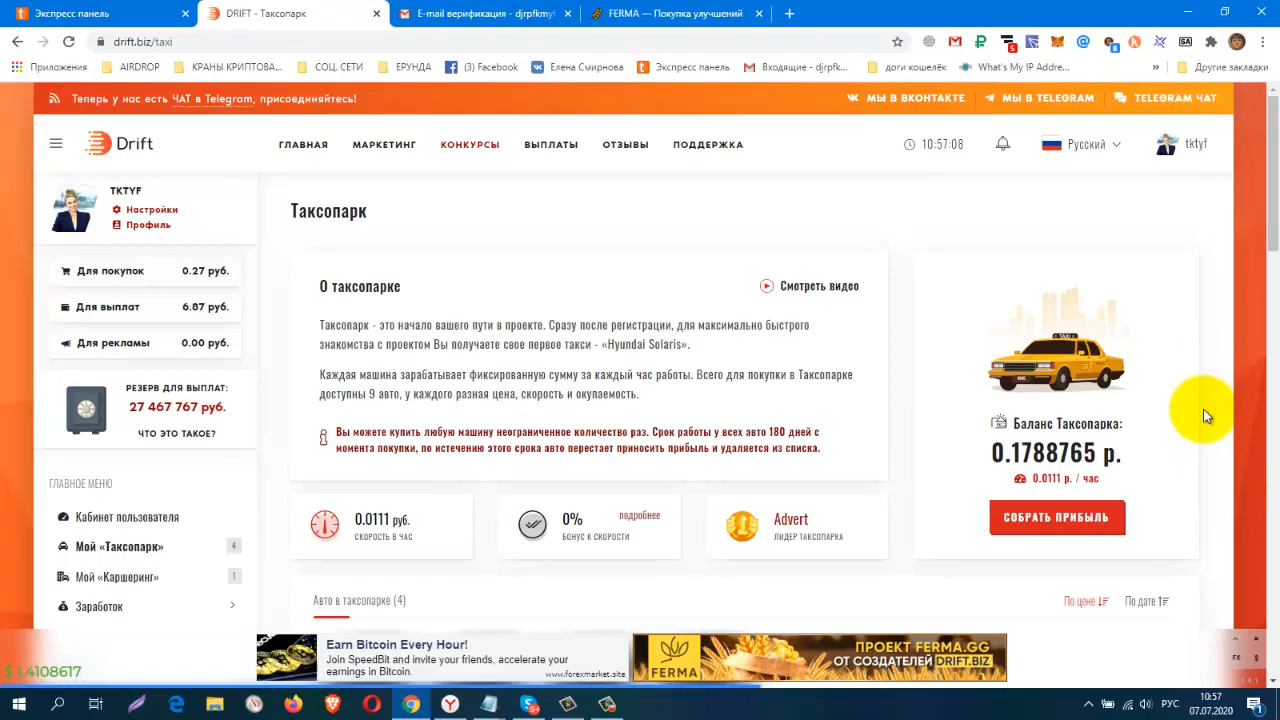 Экспресс панель
DRIFT - Таксопарк
E-mail верификация - djrpfkmy
FERMA — Покупка улучшений
drift.biz/taxi
Приложения
AIRDROP
КРАНЫ КРИПТОВА...
СОЦ. СЕТИ
ЕРУНДА
(3) Facebook
Елена Смирнова
Экспресс панель
Входящие - djrpfk...
доги кошелёк
What's My IP Addre...
»
Другие закладки
Теперь у нас есть ЧАТ в Telegram, присоединяйтесь!
МЫ В ВКОНТАКТЕ
МЫ В TELEGRAM
TELEGRAM ЧАТ
Drift
ГЛАВНАЯ
МАРКЕТИНГ
КОНКУРСЫ
ВЫПЛАТЫ
ОТЗЫВЫ
ПОДДЕРЖКА
10:57:08
Русский
tktyf
TKTYF
Настройки
Профиль
Для покупок 0.27 руб.
Для выплат 6.87 руб.
Для рекламы 0.00 руб.
РЕЗЕРВ ДЛЯ ВЫПЛАТ:
27 467 767 руб.
ЧТО ЭТО ТАКОЕ?
ГЛАВНОЕ МЕНЮ
Кабинет пользователя
Мой «Таксопарк» 4
Мой «Каршеринг» 1
Заработок
Таксопарк
О таксопарке
Смотреть видео
Таксопарк - это начало вашего пути в проекте. Сразу после регистрации, для максимально быстрого
знакомства с проектом Вы получаете свое первое такси - «Hyundai Solaris».
Каждая машина зарабатывает фиксированную сумму за каждый час работы. Всего для покупки в Таксопарке
доступны 9 авто, у каждого разная цена, скорость и окупаемость.
Вы можете купить любую машину неограниченное количество раз. Срок работы у всех авто 180 дней с
момента покупки, по истечению этого срока авто перестает приносить прибыль и удаляется из списка.
0.0111 руб.
СКОРОСТЬ В ЧАС
0%
подробнее
БОНУС К СКОРОСТИ
Advert
ЛИДЕР ТАКСОПАРКА
TAXI
Баланс Таксопарка:
0.1788765 р.
0.0111 р. / час
СОБРАТЬ ПРИБЫЛЬ
Авто в таксопарке (4)
По цене
По дате
Earn Bitcoin Every Hour!
Join SpeedBit and invite your friends, accelerate your
earnings in Bitcoin.
www.forexmarket.site
FERMA
ПРОЕКТ FERMA.GG
ОТ СОЗДАТЕЛЕЙ DRIFT.BIZ
$ 1.4108617
FX $
1.4.1
РУС
10:57
07.07.2020